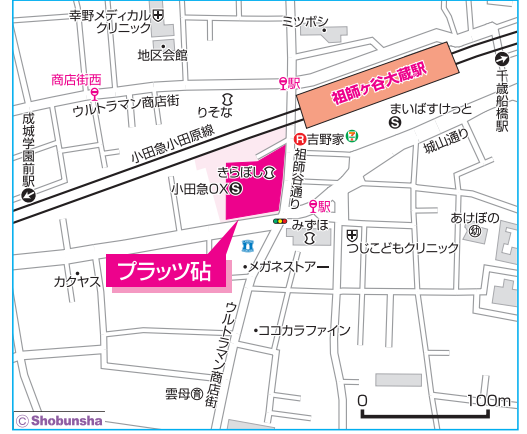 幸野メディカル
クリニック
ミツボシ
地区会館
商店街西
駅
祖師ヶ谷大蔵駅
千歳船橋駅
ウルトラマン商店街
りそな
まいばすけっと
S
小田急小田原線
R吉野家
城山通り
成城学園前駅
きらぼし
小田急OX S
祖師谷通り
駅
みずほ
あけぼの
幼
つじこどもクリニック
プラッツ砧
メガネストアー
カクヤス
ウルトラマン商店街
ココカラファイン
雲母 育
0 100m
© Shobunsha